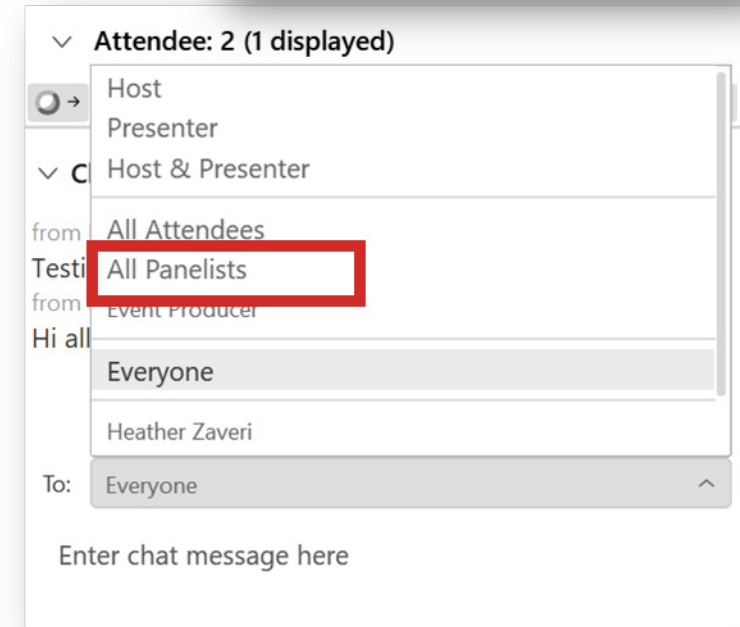 Attendee: 2 (1 displayed)
Host
Presenter
Host & Presenter
from
All Attendees
Testi
All Panelists
from
Event Producer
Hi all
Everyone
Heather Zaveri
To:
Everyone
Enter chat message here